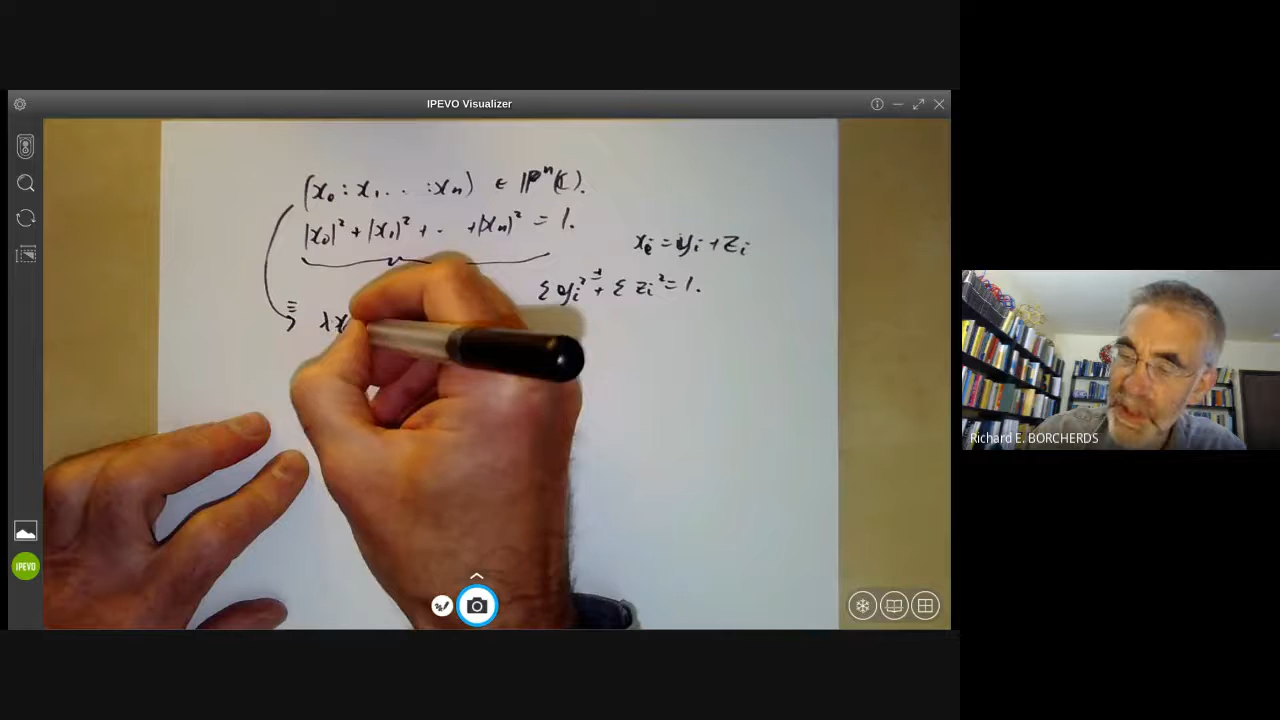 IPEVO Visualizer
(x₀ : x₁ . . . : xₙ) ∈ ℙⁿ(ℂ).
|x₀|² + |x₁|² + . . + |xₙ|² = 1.
xᵢ = yᵢ + zᵢ
Σ yᵢ² + Σ zᵢ² = 1.
≡ λx
Richard E. BORCHERDS
IPEVO